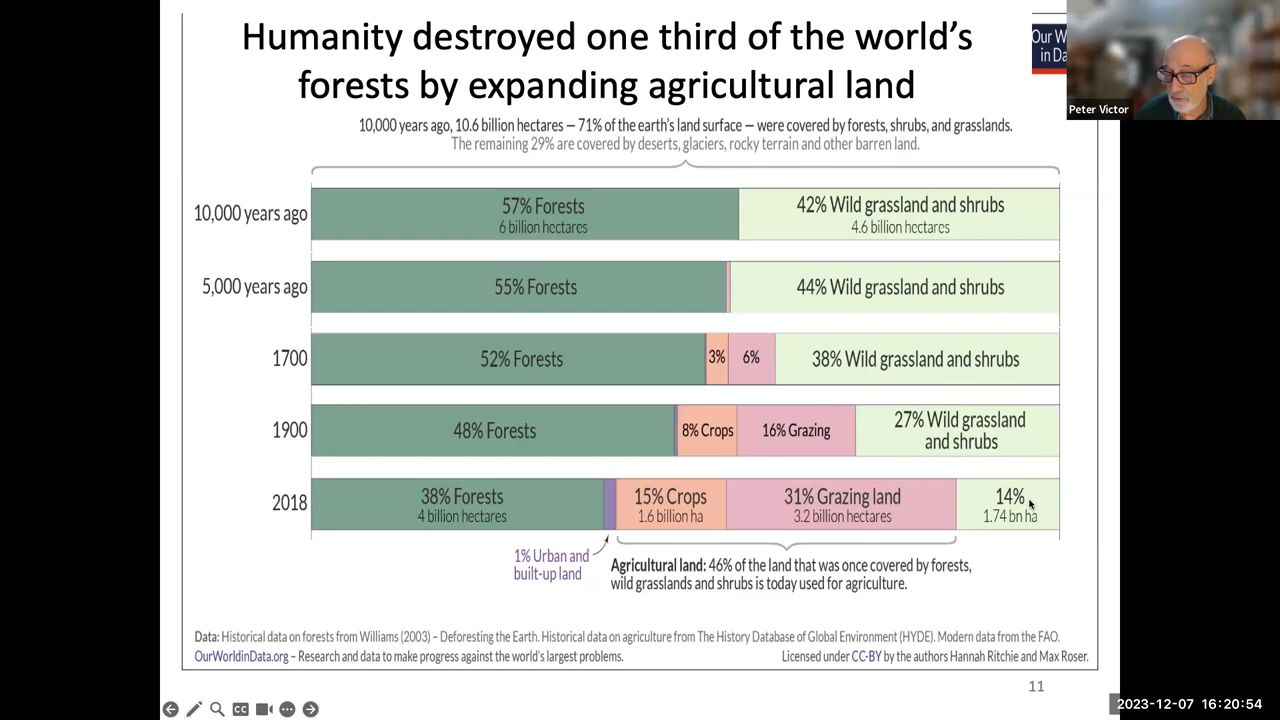 Humanity destroyed one third of the world's
forests by expanding agricultural land
Our W
in Da
Peter Victor
10,000 years ago, 10.6 billion hectares – 71% of the earth's land surface – were covered by forests, shrubs, and grasslands.
The remaining 29% are covered by deserts, glaciers, rocky terrain and other barren land.
10,000 years ago
57% Forests
6 billion hectares
42% Wild grassland and shrubs
4.6 billion hectares
5,000 years ago
55% Forests
44% Wild grassland and shrubs
1700
52% Forests
3%
6%
38% Wild grassland and shrubs
1900
48% Forests
8% Crops
16% Grazing
27% Wild grassland
and shrubs
2018
38% Forests
4 billion hectares
15% Crops
1.6 billion ha
31% Grazing land
3.2 billion hectares
14%
1.74 bn ha
1% Urban and
built-up land
Agricultural land: 46% of the land that was once covered by forests,
wild grasslands and shrubs is today used for agriculture.
Data: Historical data on forests from Williams (2003) – Deforesting the Earth. Historical data on agriculture from The History Database of Global Environment (HYDE). Modern data from the FAO.
OurWorldinData.org – Research and data to make progress against the world's largest problems.
Licensed under CC-BY by the authors Hannah Ritchie and Max Roser.
11
CC
2023-12-07 16:20:54